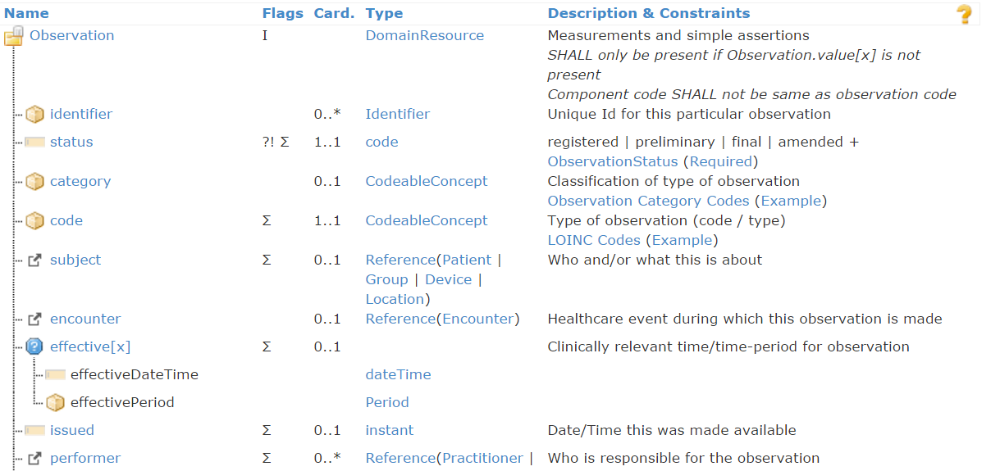 Name Flags Card. Type Description & Constraints ?
Observation I DomainResource Measurements and simple assertions
SHALL only be present if Observation.value[x] is not
present
Component code SHALL not be same as observation code
identifier 0..* Identifier Unique Id for this particular observation
status ?! Σ 1..1 code registered | preliminary | final | amended +
ObservationStatus (Required)
category 0..1 CodeableConcept Classification of type of observation
Observation Category Codes (Example)
code Σ 1..1 CodeableConcept Type of observation (code / type)
LOINC Codes (Example)
subject Σ 0..1 Reference(Patient | Who and/or what this is about
Group | Device |
Location)
encounter 0..1 Reference(Encounter) Healthcare event during which this observation is made
? effective[x] Σ 0..1 Clinically relevant time/time-period for observation
effectiveDateTime dateTime
effectivePeriod Period
issued Σ 0..1 instant Date/Time this was made available
performer Σ 0..* Reference(Practitioner | Who is responsible for the observation